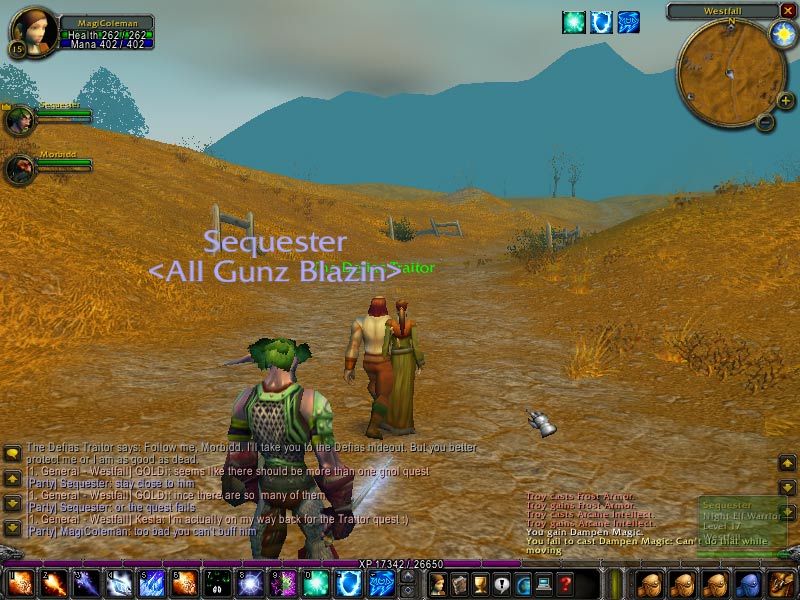 MagiColeman
Health 262 / 262
Mana 402 / 402
15
Westfall
N
Sequester
Morbidd
Sequester
<All Gunz Blazin>
The Defias Traitor
The Defias Traitor says: Follow me, Morbidd. I'll take you to the Defias hideout. But you better
protect me or I am as good as dead
[1. General - Westfall] GOLDi: seems like there should be more than one gnol quest
[Party] Sequester: stay close to him
[1. General - Westfall] GOLDi: ince there are so many of them
[Party] Sequester: or the quest fails
[1. General - Westfall] Kesla: I'm actually on my way back for the Traitor quest :)
[Party] MagiColeman: too bad you can't buff him
Troy casts Frost Armor.
Troy gains Frost Armor.
Troy casts Arcane Intellect.
Troy gains Arcane Intellect.
You gain Dampen Magic.
You fail to cast Dampen Magic: Can't do that while
moving
Sequester
Night Elf Warrior
Level 17
XP 17342 / 26650